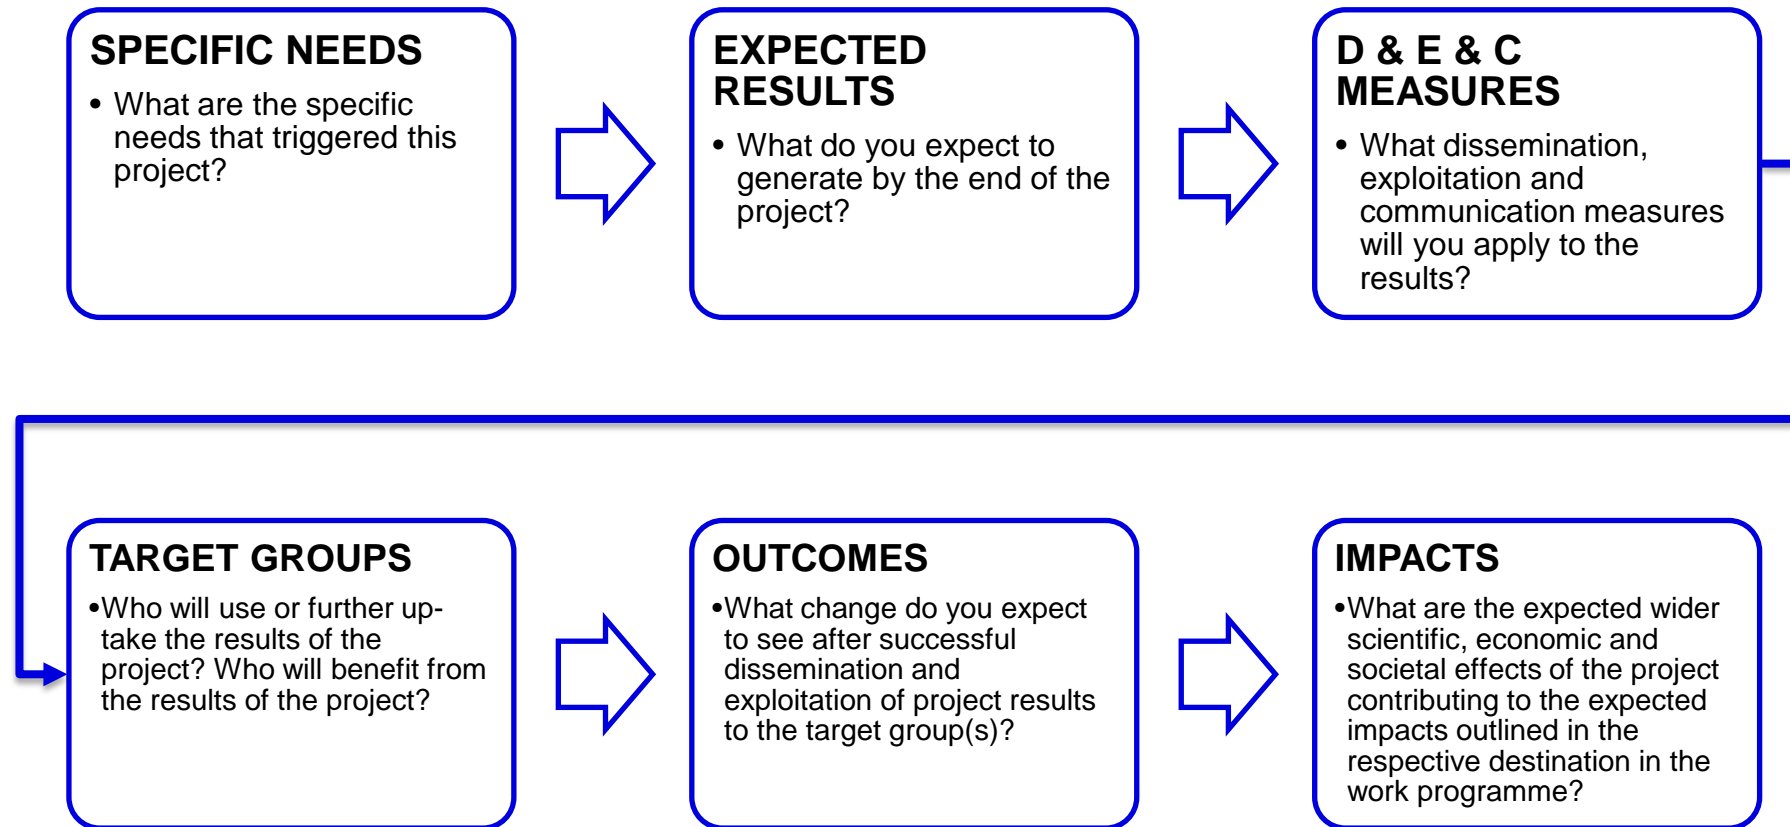 SPECIFIC NEEDS
• What are the specific
needs that triggered this
project?
EXPECTED
RESULTS
• What do you expect to
generate by the end of the
project?
D & E & C
MEASURES
• What dissemination,
exploitation and
communication measures
will you apply to the
results?
TARGET GROUPS
•Who will use or further up-
take the results of the
project? Who will benefit from
the results of the project?
OUTCOMES
•What change do you expect
to see after successful
dissemination and
exploitation of project results
to the target group(s)?
IMPACTS
•What are the expected wider
scientific, economic and
societal effects of the project
contributing to the expected
impacts outlined in the
respective destination in the
work programme?